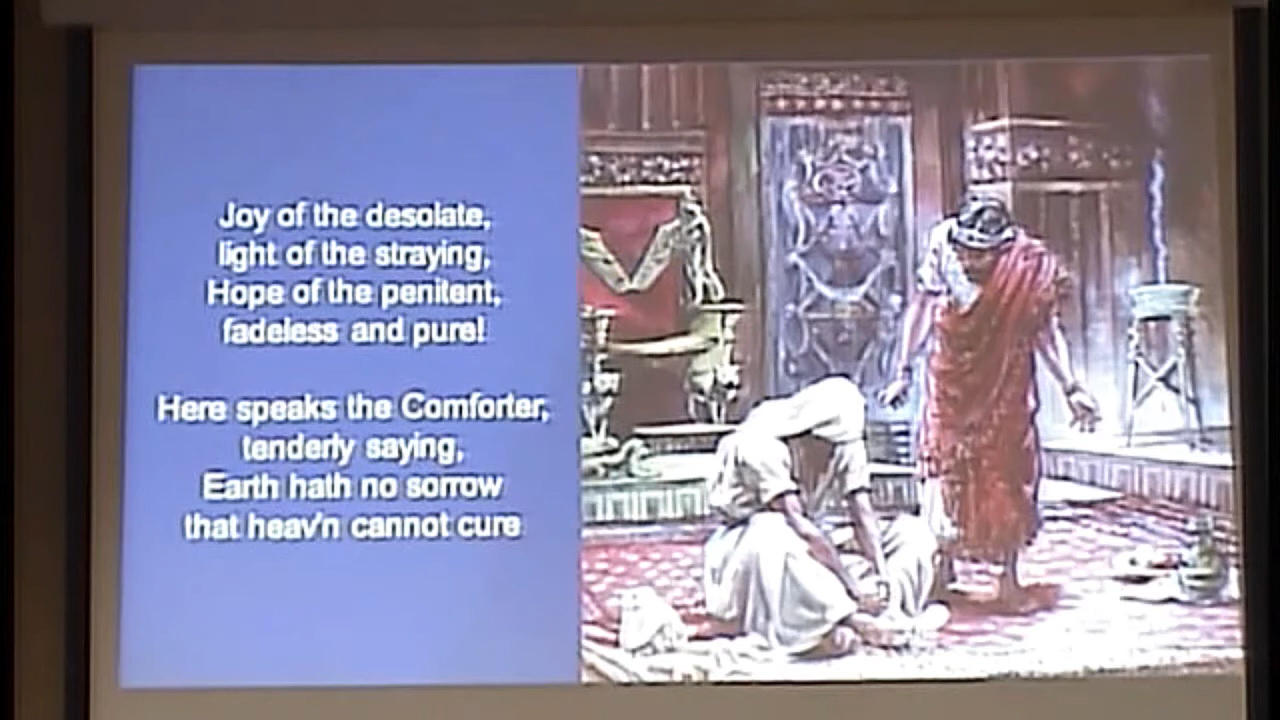 Joy of the desolate,
light of the straying,
Hope of the penitent,
fadeless and pure!
Here speaks the Comforter,
tenderly saying,
Earth hath no sorrow
that heav'n cannot cure